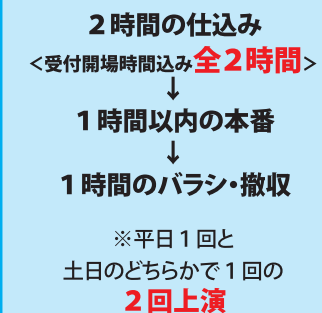 ２時間の仕込み
＜受付開場時間込み全２時間＞
↓
１時間以内の本番
↓
１時間のバラシ・撤収
※平日１回と
土日のどちらかで１回の
２回上演